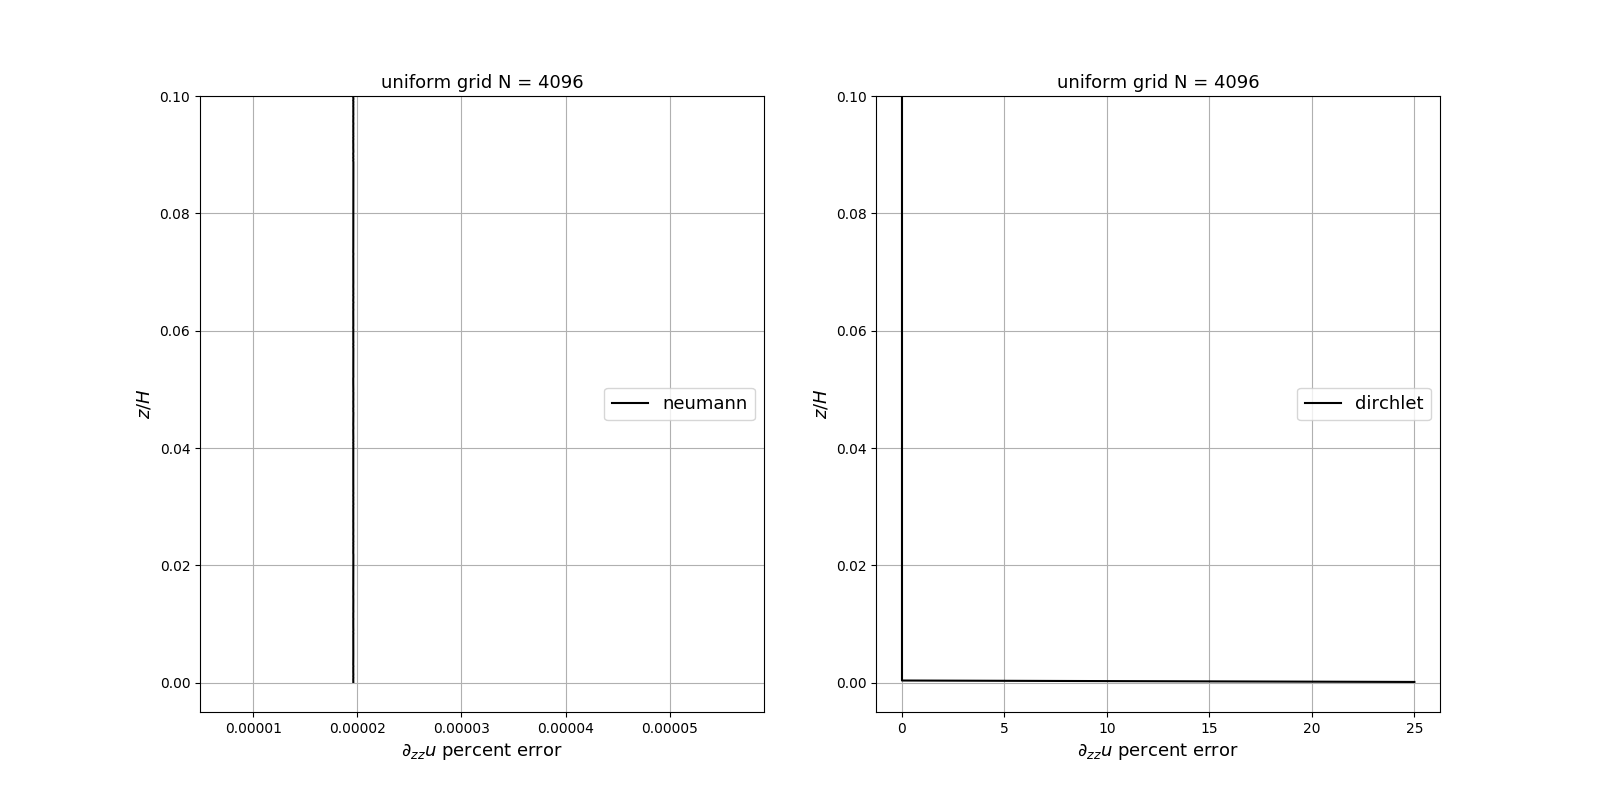 uniform grid N = 4096
0.10
0.08
0.06
0.04
0.02
0.00
z/H
neumann
0.00001 0.00002 0.00003 0.00004 0.00005
∂zzu percent error
uniform grid N = 4096
0.10
0.08
0.06
0.04
0.02
0.00
z/H
dirchlet
0 5 10 15 20 25
∂zzu percent error